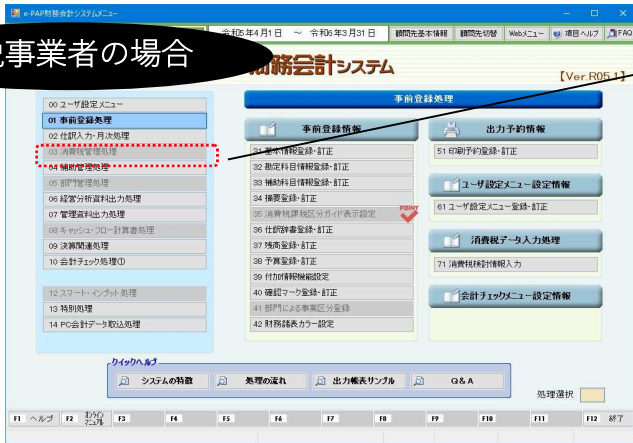 e-PAP財務会計システムメニュー
令和5年4月1日 ～ 令和6年3月31日 顧問先基本情報 顧問先切替 Webメニュー 項目ヘルプ FAQ
税事業者の場合
財務会計システム
【Ver.R05.1】
事前登録処理
00 ユーザ設定メニュー
01 事前登録処理
02 仕訳入力・月次処理
03 消費税管理処理
04 補助管理処理
05 部門管理処理
06 経営分析資料出力処理
07 管理資料出力処理
08 キャッシュ・フロー計算書処理
09 決算関連処理
10 会計チェック処理①
12 スマート・インプット処理
13 特別処理
14 PC会計データ取込処理
事前登録情報
31 基本情報登録・訂正
32 勘定科目情報登録・訂正
33 補助科目情報登録・訂正
34 摘要登録・訂正
35 消費税課税区分ガイド表示設定
POINT
36 仕訳辞書登録・訂正
37 残高登録・訂正
38 予算登録・訂正
39 付加情報機能設定
40 確認マーク登録・訂正
41 部門による事業区分登録
42 財務諸表カラー設定
出力予約情報
51 印刷予約登録・訂正
ユーザ設定メニュー設定情報
61 ユーザ設定メニュー登録・訂正
消費税データ入力処理
71 消費税検討情報入力
会計チェックメニュー設定情報
クイックヘルプ
システムの特徴 処理の流れ 出力帳表サンプル Q&A
処理選択
F1 ヘルプ F2 オンラインマニュアル F3 F4 F5 F6 F7 F8 F9 F10 F11 F12 終了